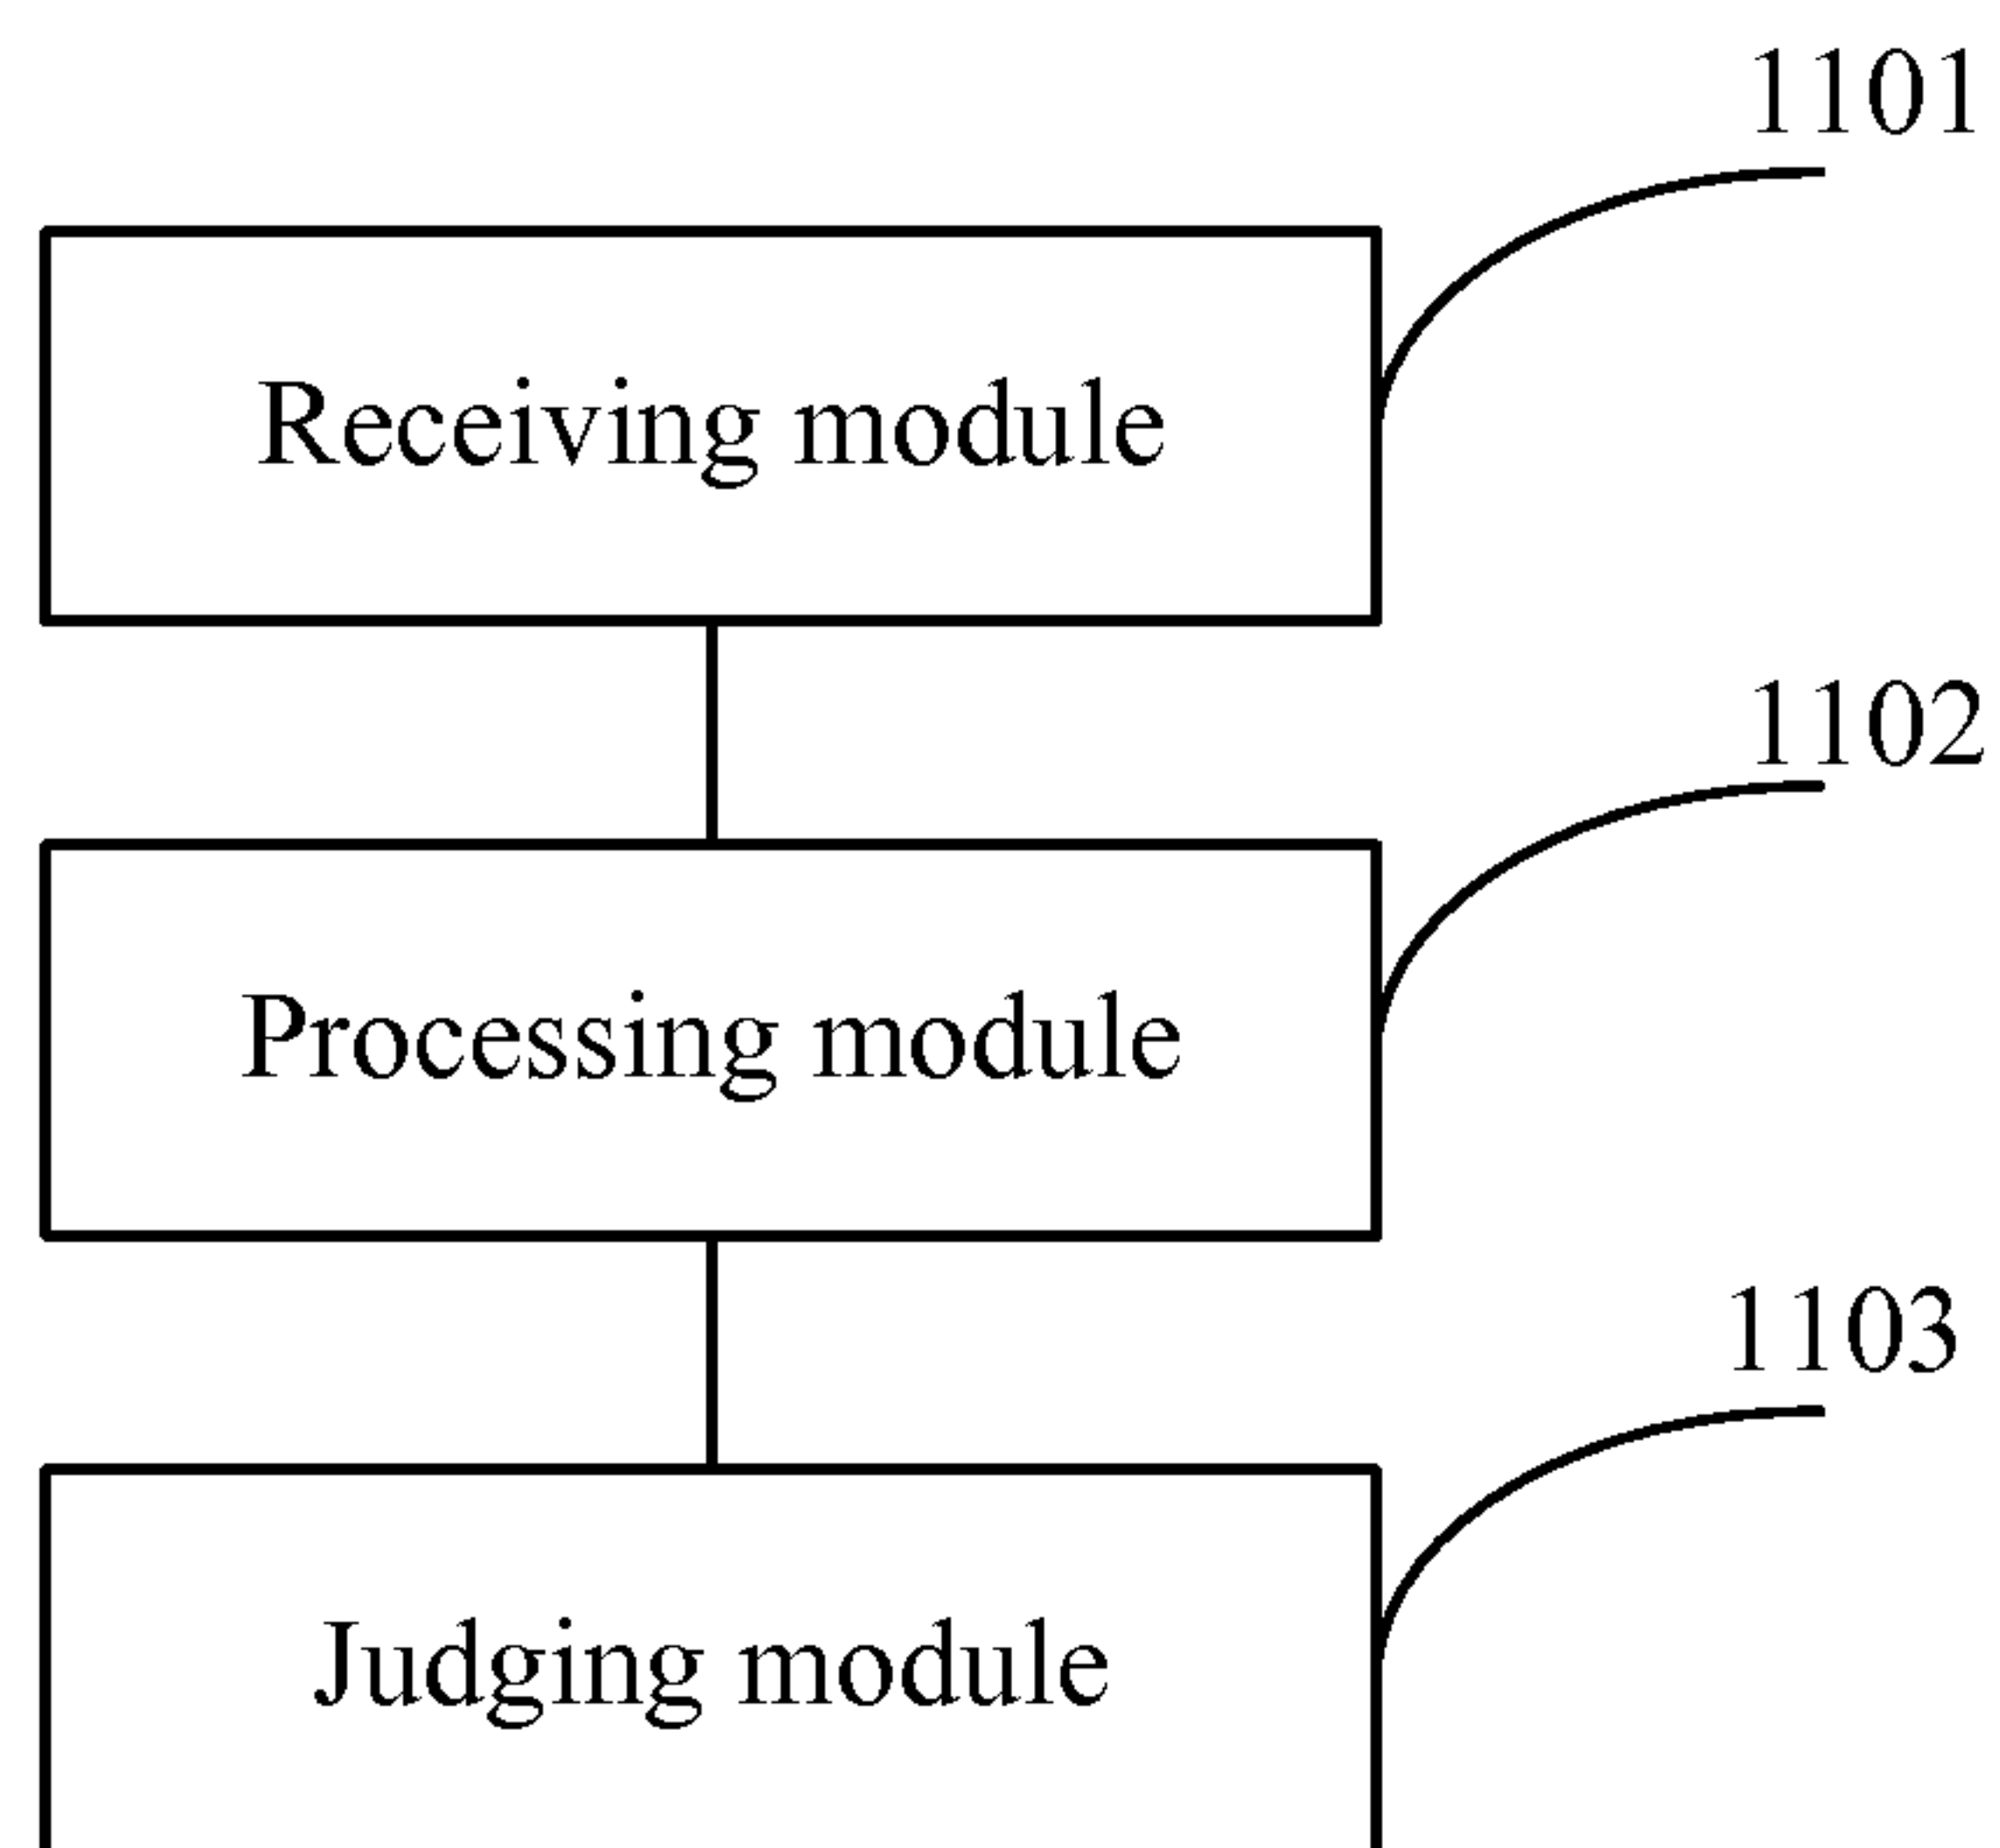 1101
Receiving module
1102
Processing module
1103
Judging module